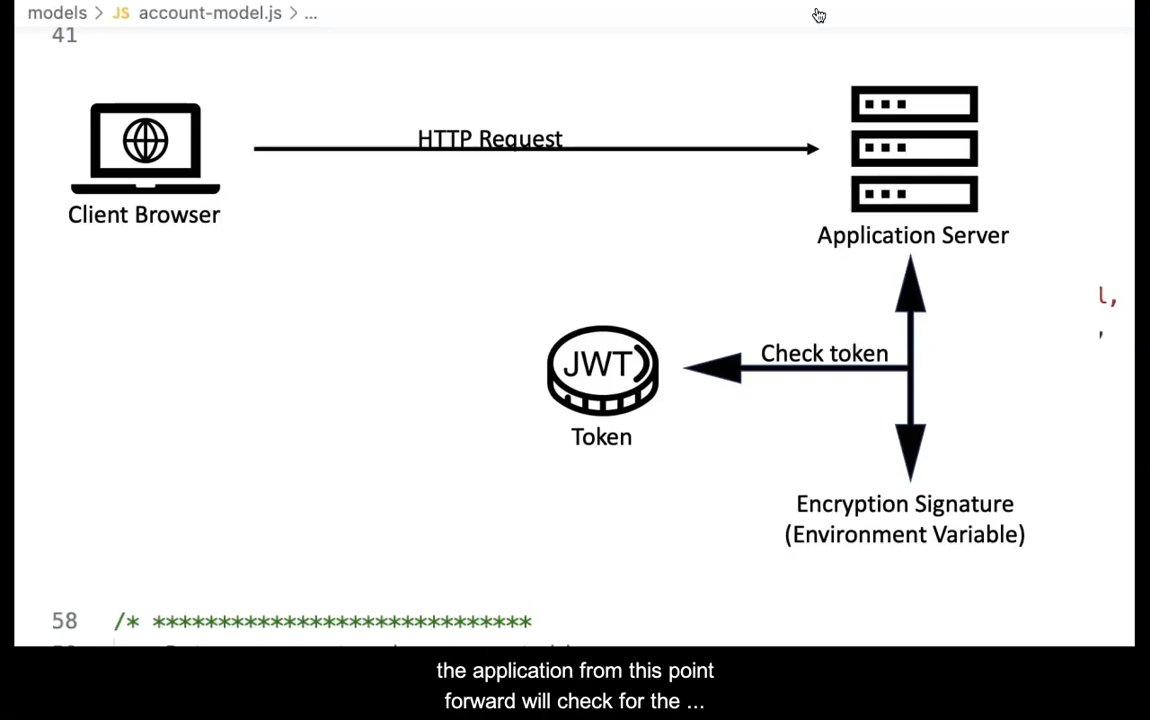 models > JS account-model.js > ...
41
HTTP Request
Client Browser
Application Server
l,
,
JWT
Check token
Token
Encryption Signature
(Environment Variable)
58 /* ****************************
the application from this point
forward will check for the ...